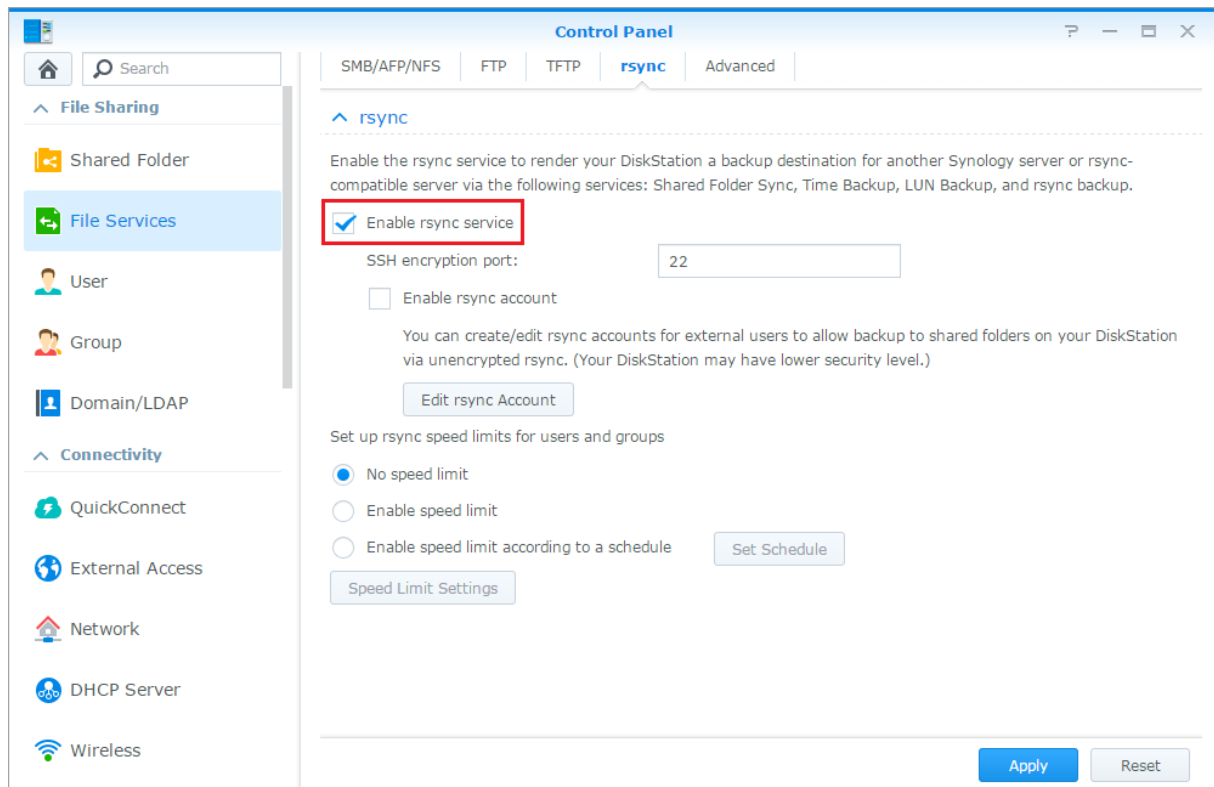 Control Panel
Search
SMB/AFP/NFS FTP TFTP rsync Advanced
File Sharing
Shared Folder
File Services
User
Group
Domain/LDAP
Connectivity
QuickConnect
External Access
Network
DHCP Server
Wireless
rsync
Enable the rsync service to render your DiskStation a backup destination for another Synology server or rsync-
compatible server via the following services: Shared Folder Sync, Time Backup, LUN Backup, and rsync backup.
Enable rsync service
SSH encryption port: 22
Enable rsync account
You can create/edit rsync accounts for external users to allow backup to shared folders on your DiskStation
via unencrypted rsync. (Your DiskStation may have lower security level.)
Edit rsync Account
Set up rsync speed limits for users and groups
No speed limit
Enable speed limit
Enable speed limit according to a schedule Set Schedule
Speed Limit Settings
Apply Reset